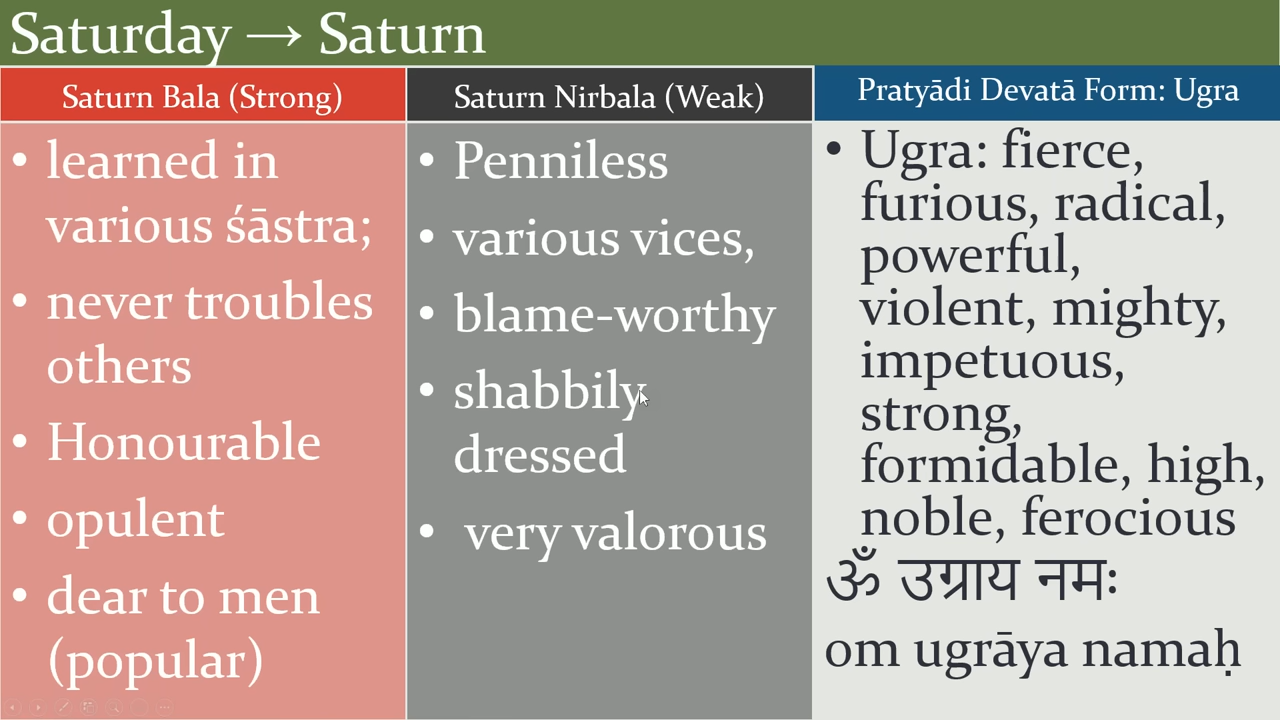 Saturday → Saturn
Saturn Bala (Strong)
• learned in
various śāstra;
• never troubles
others
• Honourable
• opulent
• dear to men
(popular)
Saturn Nirbala (Weak)
• Penniless
• various vices,
• blame-worthy
• shabbily
dressed
• very valorous
Pratyādi Devatā Form: Ugra
• Ugra: fierce,
furious, radical,
powerful,
violent, mighty,
impetuous,
strong,
formidable, high,
noble, ferocious
ॐ उग्राय नमः
om ugrāya namaḥ